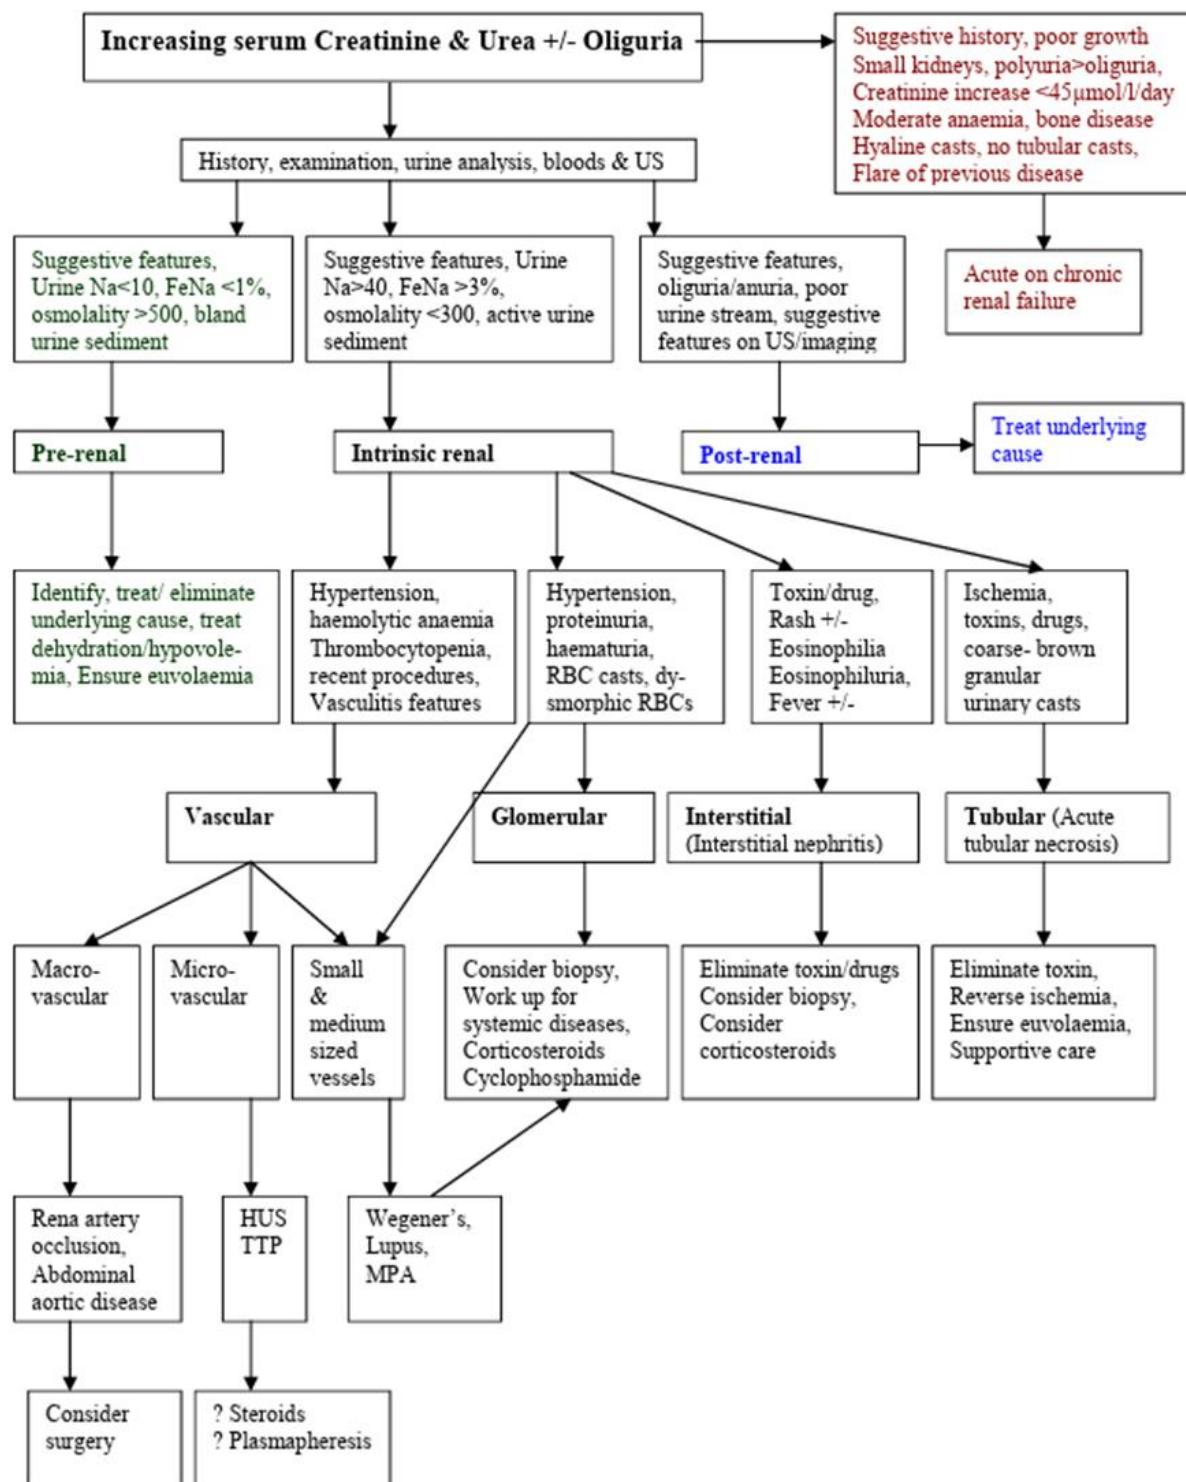 Increasing serum Creatinine & Urea +/- Oliguria
Suggestive history, poor growth
Small kidneys, polyuria>oliguria,
Creatinine increase <45µmol/l/day
Moderate anaemia, bone disease
Hyaline casts, no tubular casts,
Flare of previous disease
History, examination, urine analysis, bloods & US
Suggestive features,
Urine Na<10, FeNa <1%,
osmolality >500, bland
urine sediment
Suggestive features, Urine
Na>40, FeNa >3%,
osmolality <300, active urine
sediment
Suggestive features,
oliguria/anuria, poor
urine stream, suggestive
features on US/imaging
Acute on chronic
renal failure
Pre-renal
Intrinsic renal
Post-renal
Treat underlying
cause
Identify, treat/ eliminate
underlying cause, treat
dehydration/hypovole-
mia, Ensure euvolaemia
Hypertension,
haemolytic anaemia
Thrombocytopenia,
recent procedures,
Vasculitis features
Hypertension,
proteinuria,
haematuria,
RBC casts, dy-
smorphic RBCs
Toxin/drug,
Rash +/-
Eosinophilia
Eosinophiluria,
Fever +/-
Ischemia,
toxins, drugs,
coarse- brown
granular
urinary casts
Vascular
Glomerular
Interstitial
(Interstitial nephritis)
Tubular (Acute
tubular necrosis)
Macro-
vascular
Micro-
vascular
Small
&
medium
sized
vessels
Consider biopsy,
Work up for
systemic diseases,
Corticosteroids
Cyclophosphamide
Eliminate toxin/drugs
Consider biopsy,
Consider
corticosteroids
Eliminate toxin,
Reverse ischemia,
Ensure euvolaemia,
Supportive care
Rena artery
occlusion,
Abdominal
aortic disease
HUS
TTP
Wegener’s,
Lupus,
MPA
Consider
surgery
? Steroids
? Plasmapheresis